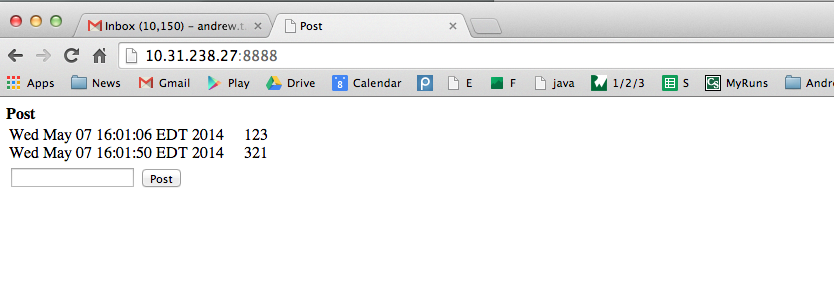 Inbox (10,150) – andrew.t. Post
10.31.238.27:8888
Apps News Gmail Play Drive 8 Calendar p E F java 1/2/3 S CS MyRuns Andr
Post
Wed May 07 16:01:06 EDT 2014 123
Wed May 07 16:01:50 EDT 2014 321
Post